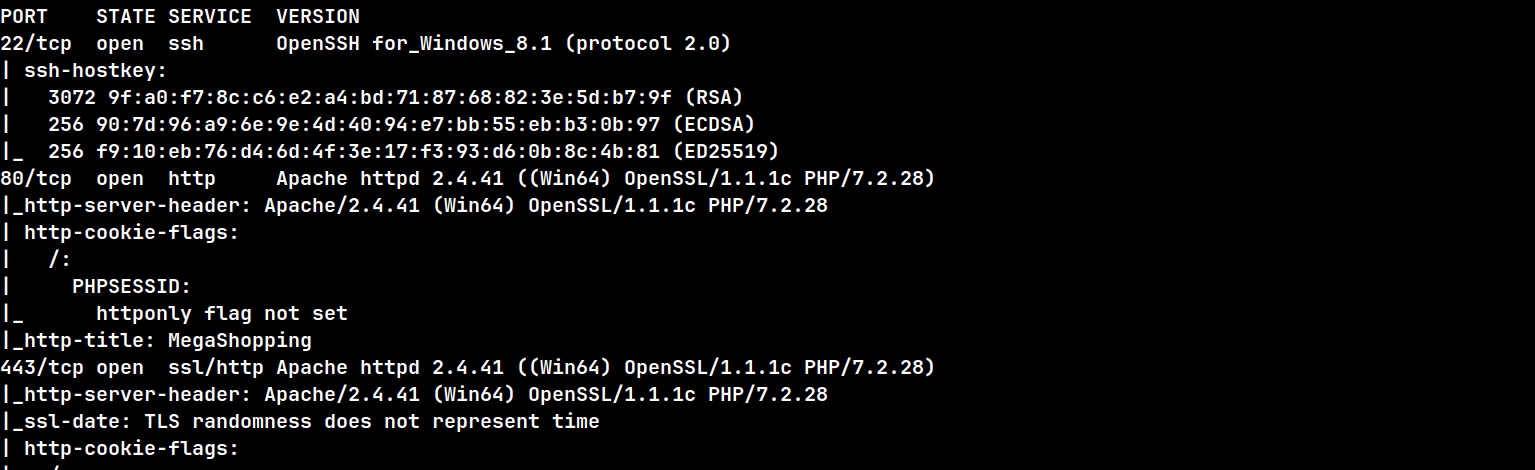 PORT    STATE SERVICE  VERSION
22/tcp  open  ssh      OpenSSH for_Windows_8.1 (protocol 2.0)
| ssh-hostkey:
|   3072 9f:a0:f7:8c:c6:e2:a4:bd:71:87:68:82:3e:5d:b7:9f (RSA)
|   256 90:7d:96:a9:6e:9e:4d:40:94:e7:bb:55:eb:b3:0b:97 (ECDSA)
|_  256 f9:10:eb:76:d4:6d:4f:3e:17:f3:93:d6:0b:8c:4b:81 (ED25519)
80/tcp  open  http     Apache httpd 2.4.41 ((Win64) OpenSSL/1.1.1c PHP/7.2.28)
|_http-server-header: Apache/2.4.41 (Win64) OpenSSL/1.1.1c PHP/7.2.28
| http-cookie-flags:
|   /:
|     PHPSESSID:
|_      httponly flag not set
|_http-title: MegaShopping
443/tcp open  ssl/http Apache httpd 2.4.41 ((Win64) OpenSSL/1.1.1c PHP/7.2.28)
|_http-server-header: Apache/2.4.41 (Win64) OpenSSL/1.1.1c PHP/7.2.28
|_ssl-date: TLS randomness does not represent time
| http-cookie-flags: